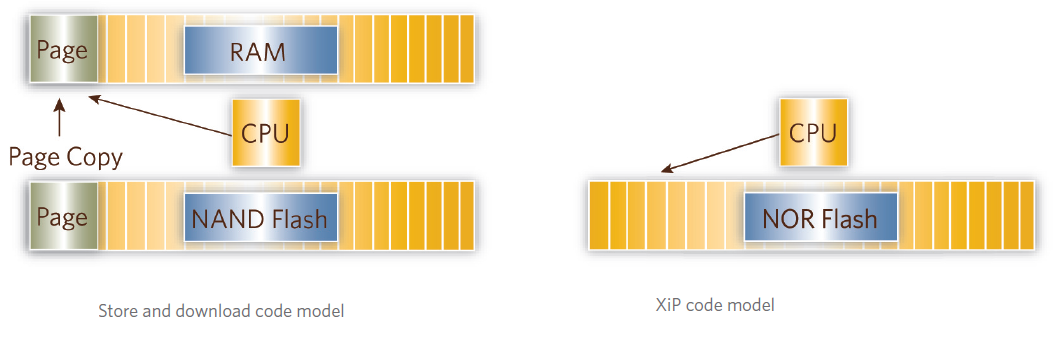 Page
RAM
CPU
Page Copy
Page
NAND Flash
Store and download code model
CPU
NOR Flash
XiP code model